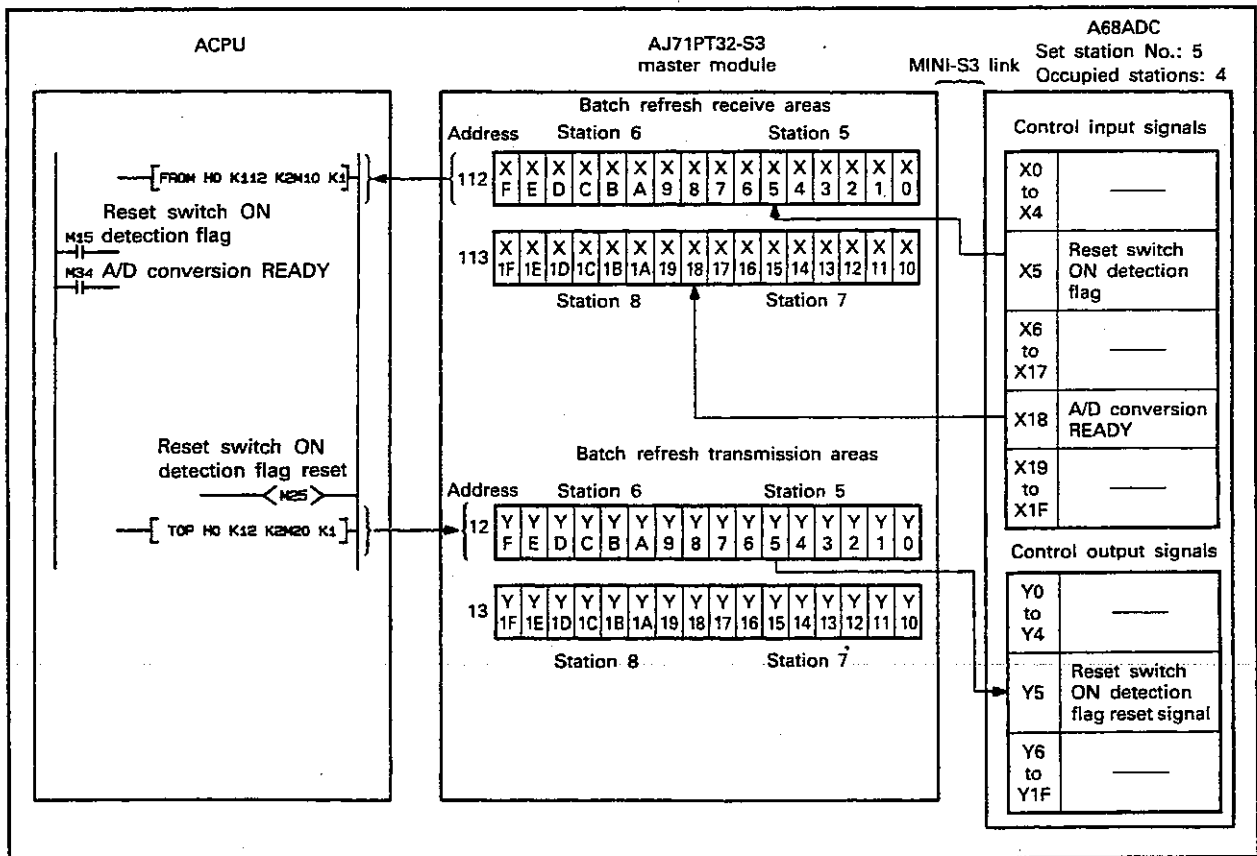 ACPU
AJ71PT32-S3
master module
MINI-S3 link
A68ADC
Set station No.: 5
Occupied stations: 4
Batch refresh receive areas
Address Station 6 Station 5
112
X X X X X X X X X X X X X X X X
F E D C B A 9 8 7 6 5 4 3 2 1 0
113
X X X X X X X X X X X X X X X X
1F 1E 1D 1C 1B 1A 19 18 17 16 15 14 13 12 11 10
Station 8 Station 7
FROM H0 K112 K2M10 K1
Reset switch ON
M15 detection flag
M34 A/D conversion READY
Reset switch ON
detection flag reset
M25
TOP H0 K12 K2M20 K1
Batch refresh transmission areas
Address Station 6 Station 5
12
Y Y Y Y Y Y Y Y Y Y Y Y Y Y Y Y
F E D C B A 9 8 7 6 5 4 3 2 1 0
13
Y Y Y Y Y Y Y Y Y Y Y Y Y Y Y Y
1F 1E 1D 1C 1B 1A 19 18 17 16 15 14 13 12 11 10
Station 8 Station 7
Control input signals
X0
to
X4
X5
Reset switch
ON detection
flag
X6
to
X17
X18
A/D conversion
READY
X19
to
X1F
Control output signals
Y0
to
Y4
Y5
Reset switch
ON detection
flag reset signal
Y6
to
Y1F